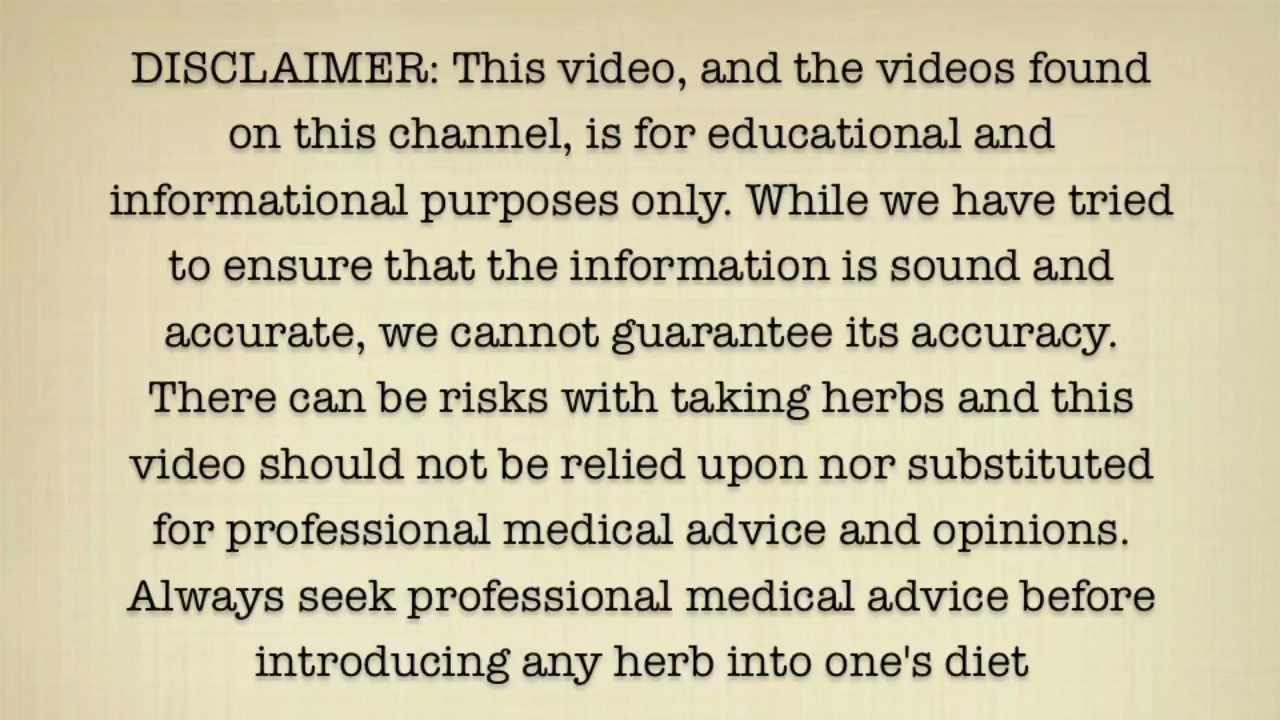 DISCLAIMER: This video, and the videos found
on this channel, is for educational and
informational purposes only. While we have tried
to ensure that the information is sound and
accurate, we cannot guarantee its accuracy.
There can be risks with taking herbs and this
video should not be relied upon nor substituted
for professional medical advice and opinions.
Always seek professional medical advice before
introducing any herb into one's diet